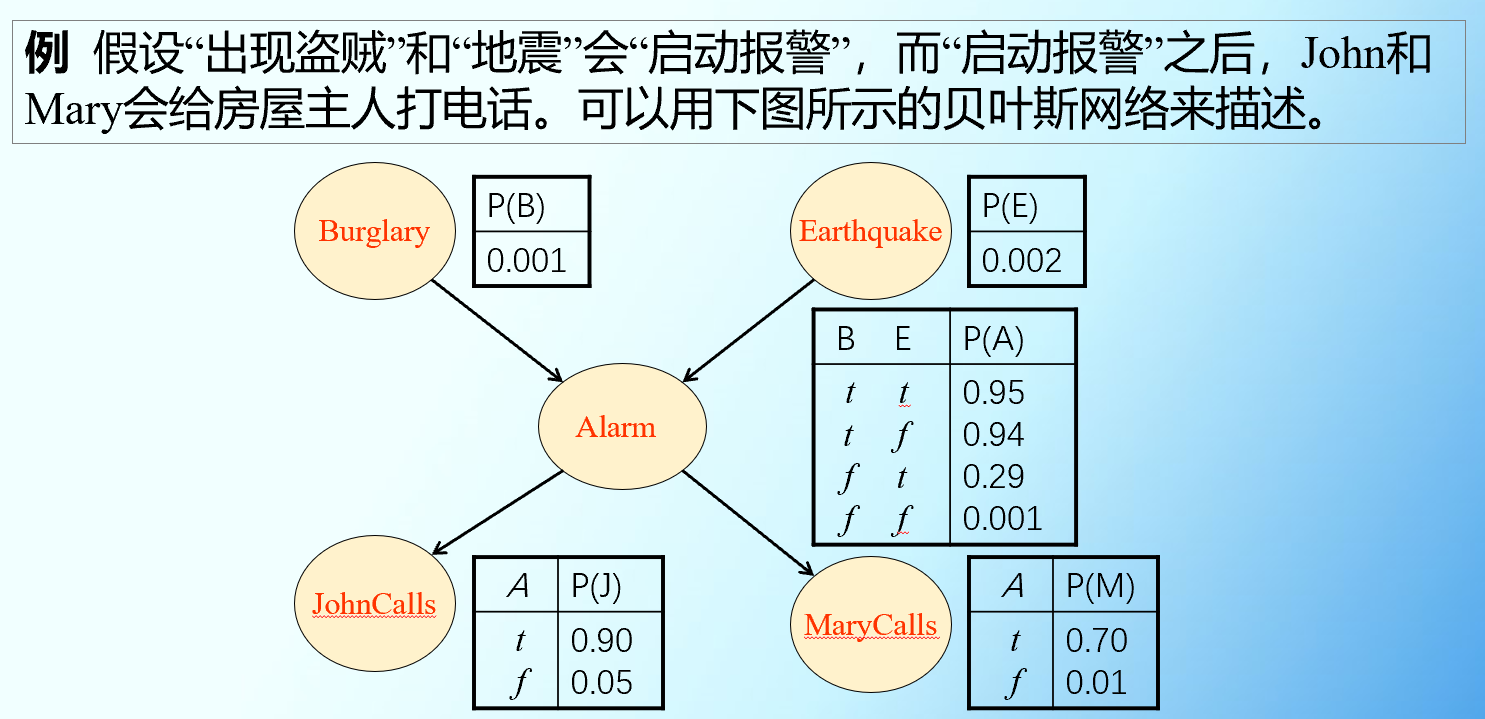 例 假设“出现盗贼”和“地震”会“启动报警”，而“启动报警”之后，John和
Mary会给房屋主人打电话。可以用下图所示的贝叶斯网络来描述。
Burglary
P(B)
0.001
Earthquake
P(E)
0.002
Alarm
B E P(A)
t t 0.95
t f 0.94
f t 0.29
f f 0.001
JohnCalls
A P(J)
t 0.90
f 0.05
MaryCalls
A P(M)
t 0.70
f 0.01